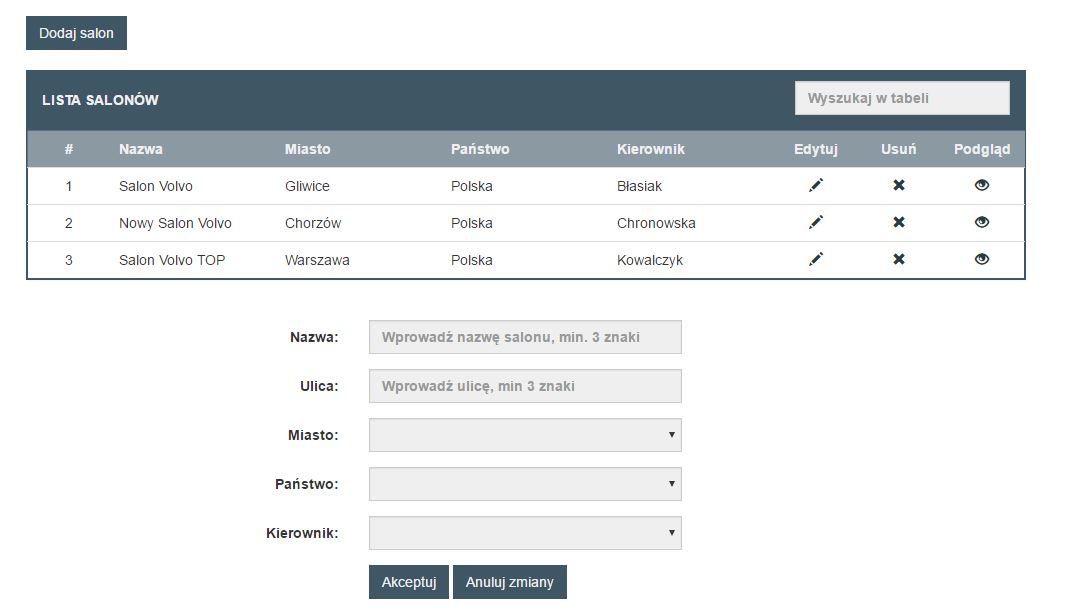 Dodaj salon
LISTA SALONÓW Wyszukaj w tabeli
# Nazwa Miasto Państwo Kierownik Edytuj Usuń Podgląd
1 Salon Volvo Gliwice Polska Błasiak
2 Nowy Salon Volvo Chorzów Polska Chronowska
3 Salon Volvo TOP Warszawa Polska Kowalczyk
Nazwa: Wprowadź nazwę salonu, min. 3 znaki
Ulica: Wprowadź ulicę, min 3 znaki
Miasto:
Państwo:
Kierownik:
Akceptuj Anuluj zmiany